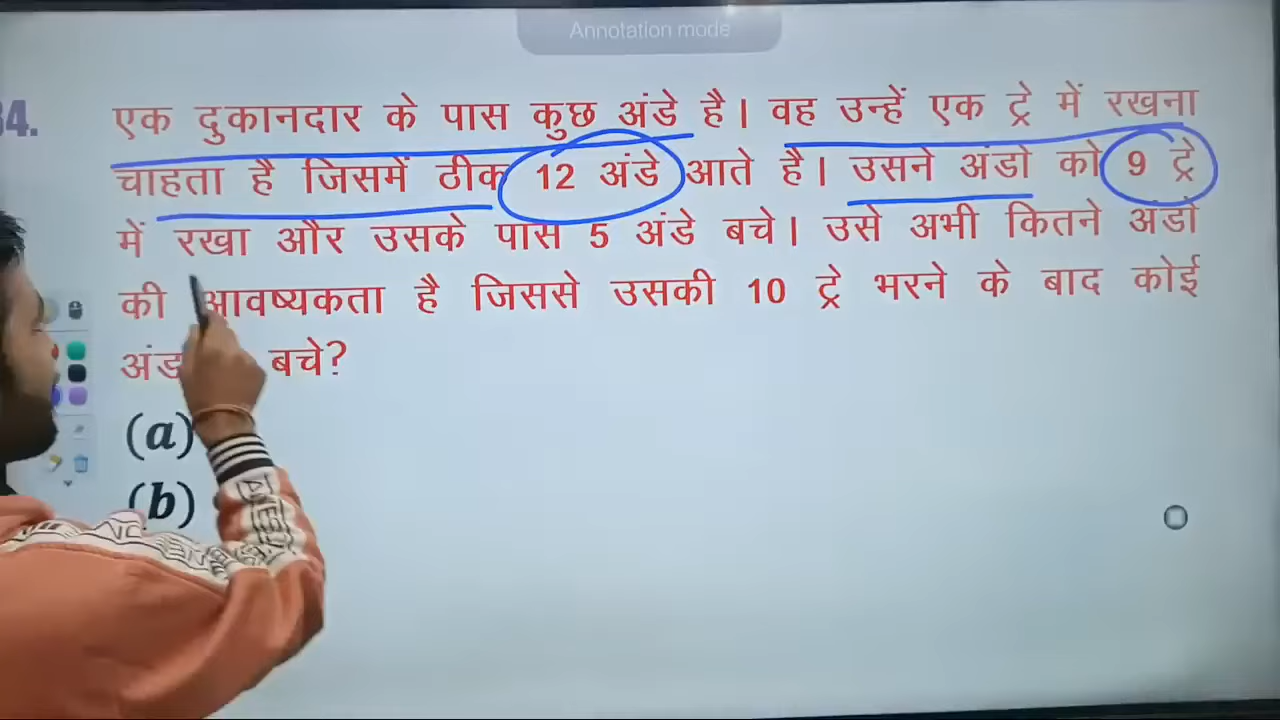 Annotation mode
34. एक दुकानदार के पास कुछ अंडे है। वह उन्हें एक ट्रे में रखना
चाहता है जिसमें ठीक 12 अंडे आते है। उसने अंडो को 9 ट्रे
में रखा और उसके पास 5 अंडे बचे। उसे अभी कितने अंडो
की आवष्यकता है जिससे उसकी 10 ट्रे भरने के बाद कोई
बचे?
(a)
(b)